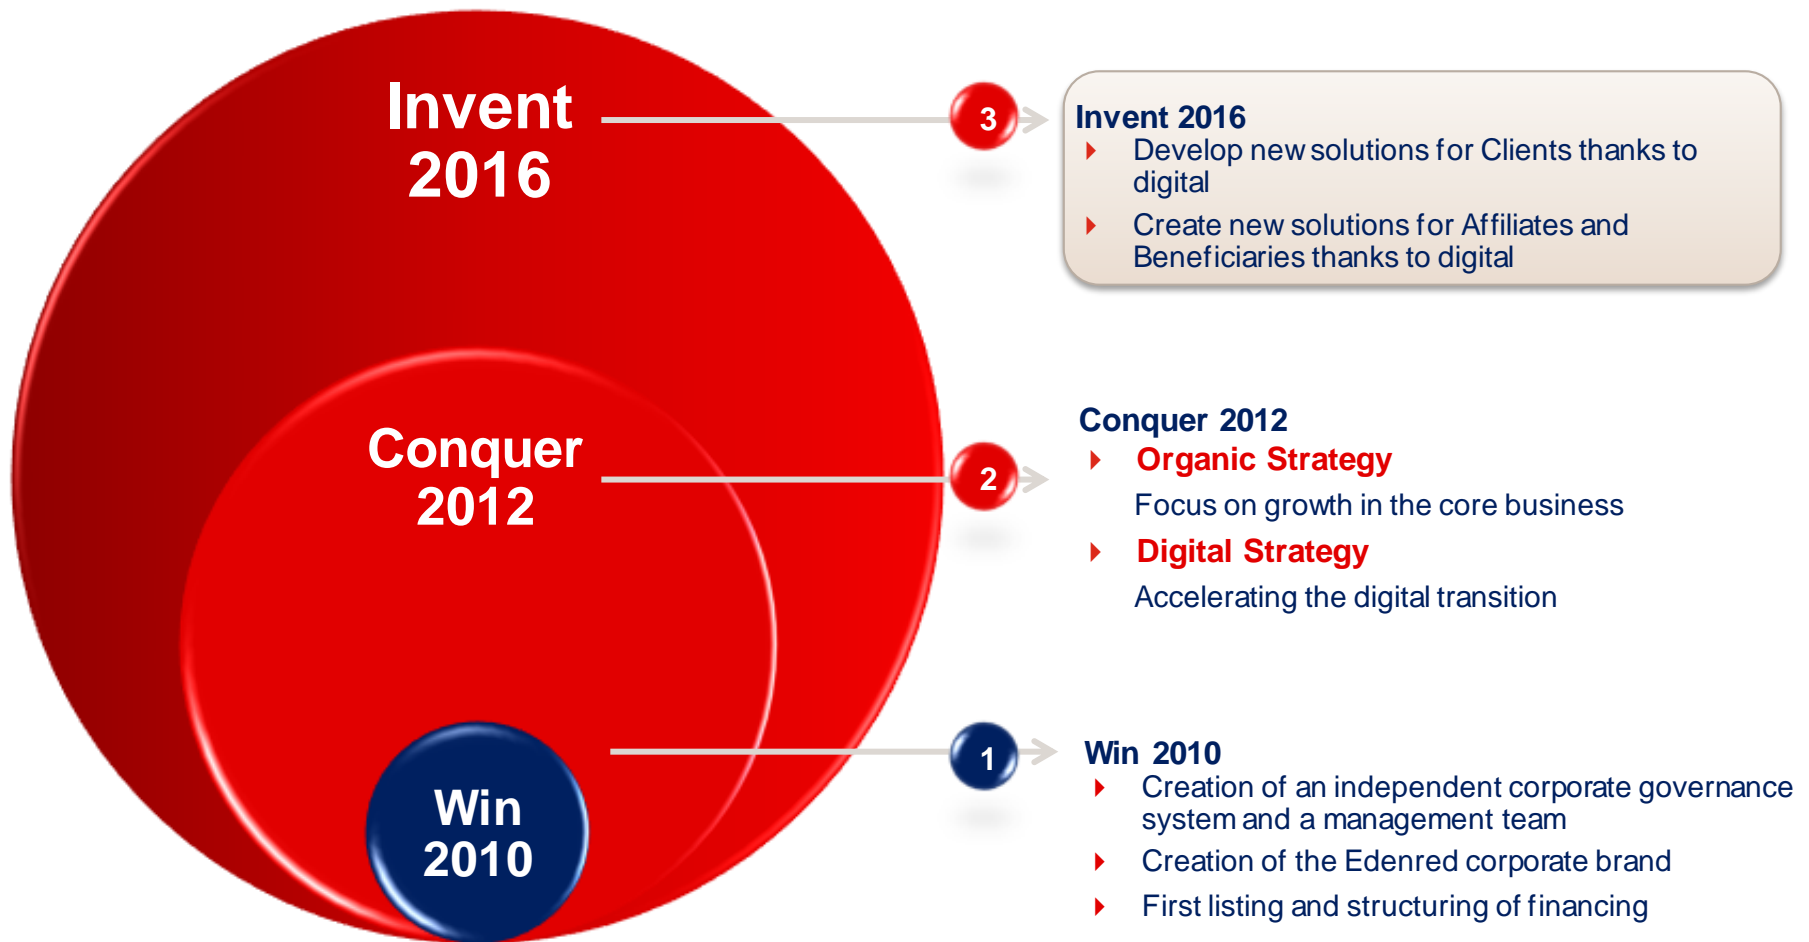 Invent
2016
3
Invent 2016
Develop new solutions for Clients thanks to
digital
Create new solutions for Affiliates and
Beneficiaries thanks to digital
Conquer
2012
2
Conquer 2012
Organic Strategy
Focus on growth in the core business
Digital Strategy
Accelerating the digital transition
Win
2010
1
Win 2010
Creation of an independent corporate governance
system and a management team
Creation of the Edenred corporate brand
First listing and structuring of financing